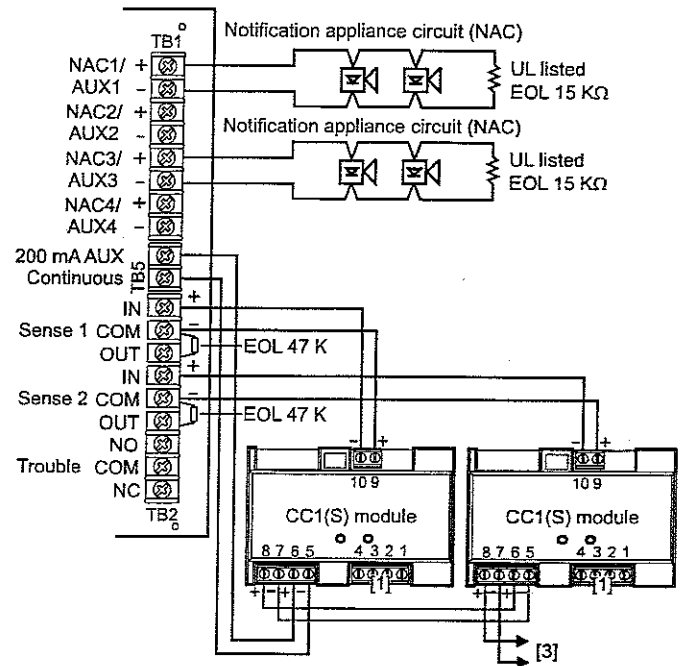 TB1
Notification appliance circuit (NAC)
NAC1/ +
AUX1 -
UL listed
EOL 15 KΩ
NAC2/ +
AUX2 -
Notification appliance circuit (NAC)
NAC3/ +
AUX3 -
UL listed
EOL 15 KΩ
NAC4/ +
AUX4 -
200 mA AUX
Continuous
TB5
IN +
Sense 1 COM -
OUT
EOL 47 K
IN +
Sense 2 COM -
OUT
EOL 47 K
NO
Trouble COM
NC
TB2
- +
10 9
CC1(S) module
8 7 6 5 4 3 2 1
+ - + -
[1]
- +
10 9
CC1(S) module
8 7 6 5 4 3 2 1
+ - + -
[1]
[3]